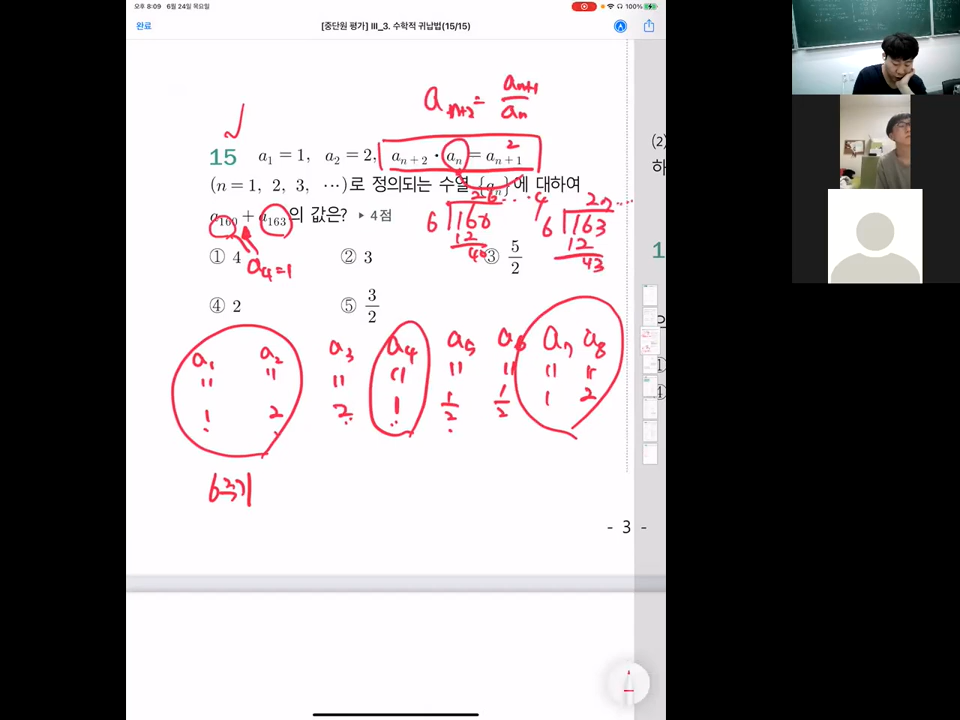 오후 8:09 6월 24일 목요일
100%
완료
[중단원 평가] III_3. 수학적 귀납법(15/15)
aₙ₊₂ = aₙ₊₁/aₙ
15 a₁ = 1, a₂ = 2, aₙ₊₂ · aₙ = aₙ₊₁
2
(n = 1, 2, 3, ⋯)로 정의되는 수열 {aₙ}에 대하여
a₁₆₀ + a₁₆₃의 값은? ▸ 4점
a₄=1
26 ⋯ 4
6 160
12
40
27 ⋯
6 163
12
43
① 4 ② 3 ③ 5/2
④ 2 ⑤ 3/2
a₁ a₂ a₃ a₄ a₅ a₆ a₇ a₈
" " " " " " " "
1 2 2 1 1/2 1/2 1 2
6주기
- 3 -
(2)
하
1
①
④